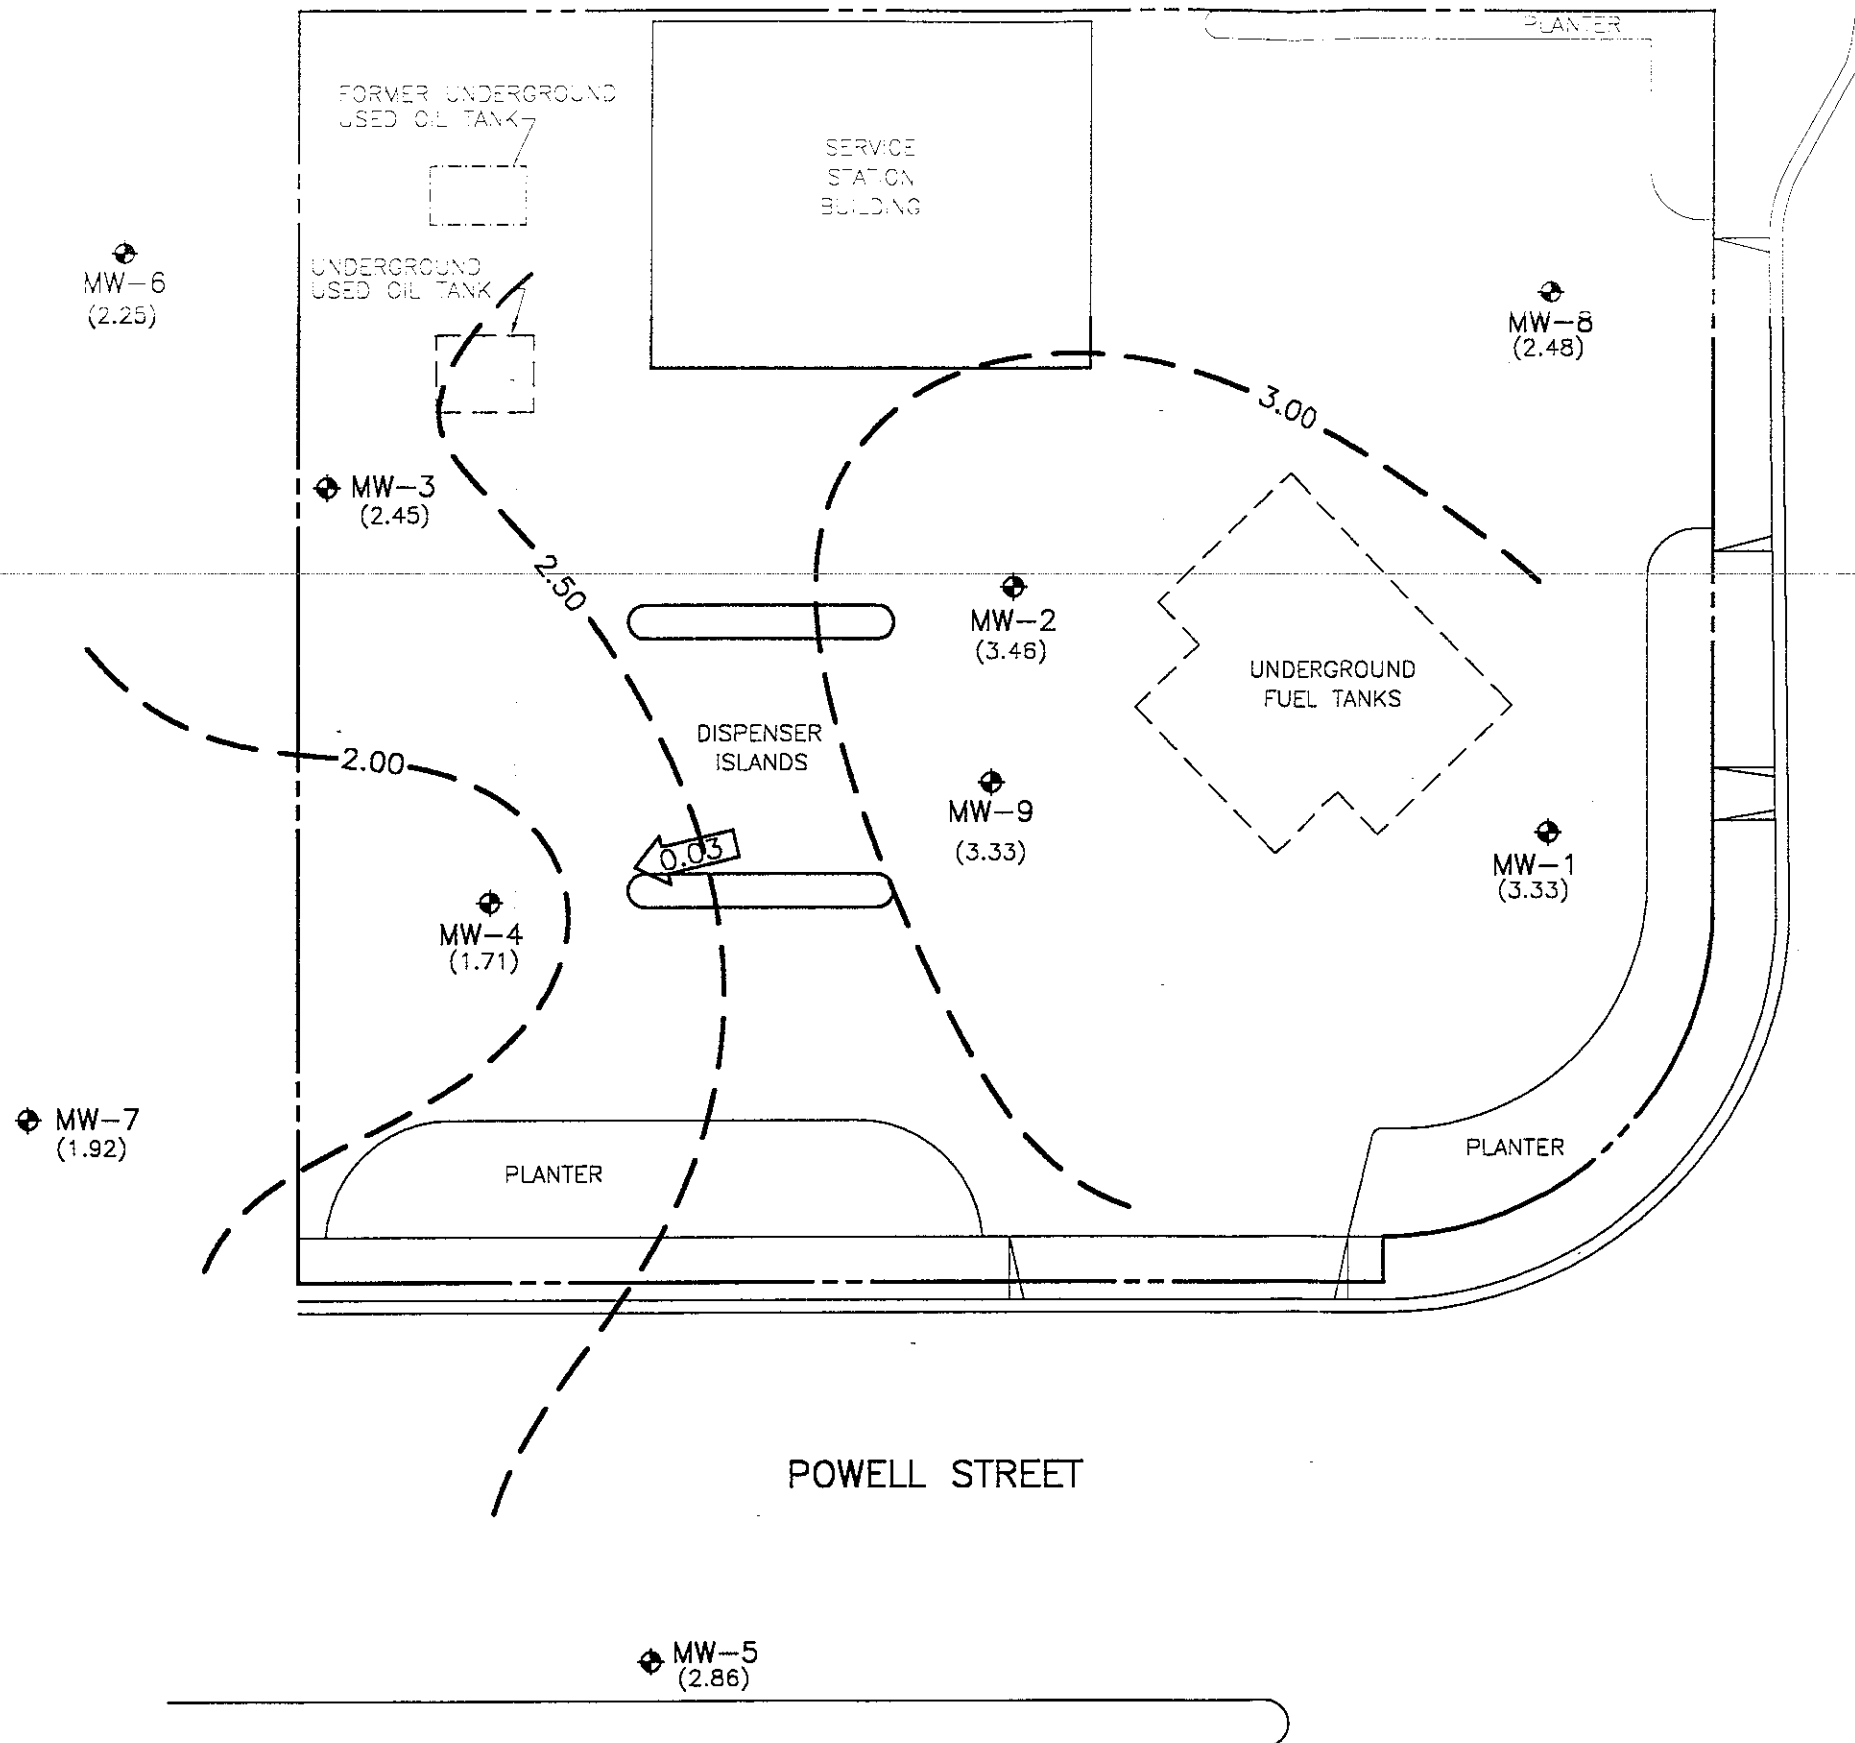 PLANTER
FORMER UNDERGROUND
USED OIL TANK
SERVICE
STATION
BUILDING
MW-6
(2.25)
UNDERGROUND
USED OIL TANK
MW-8
(2.48)
3.00
MW-3
(2.45)
2.50
MW-2
(3.46)
UNDERGROUND
FUEL TANKS
DISPENSER
ISLANDS
2.00
MW-9
(3.33)
0.03
MW-1
(3.33)
MW-4
(1.71)
MW-7
(1.92)
PLANTER
PLANTER
POWELL STREET
MW-5
(2.86)